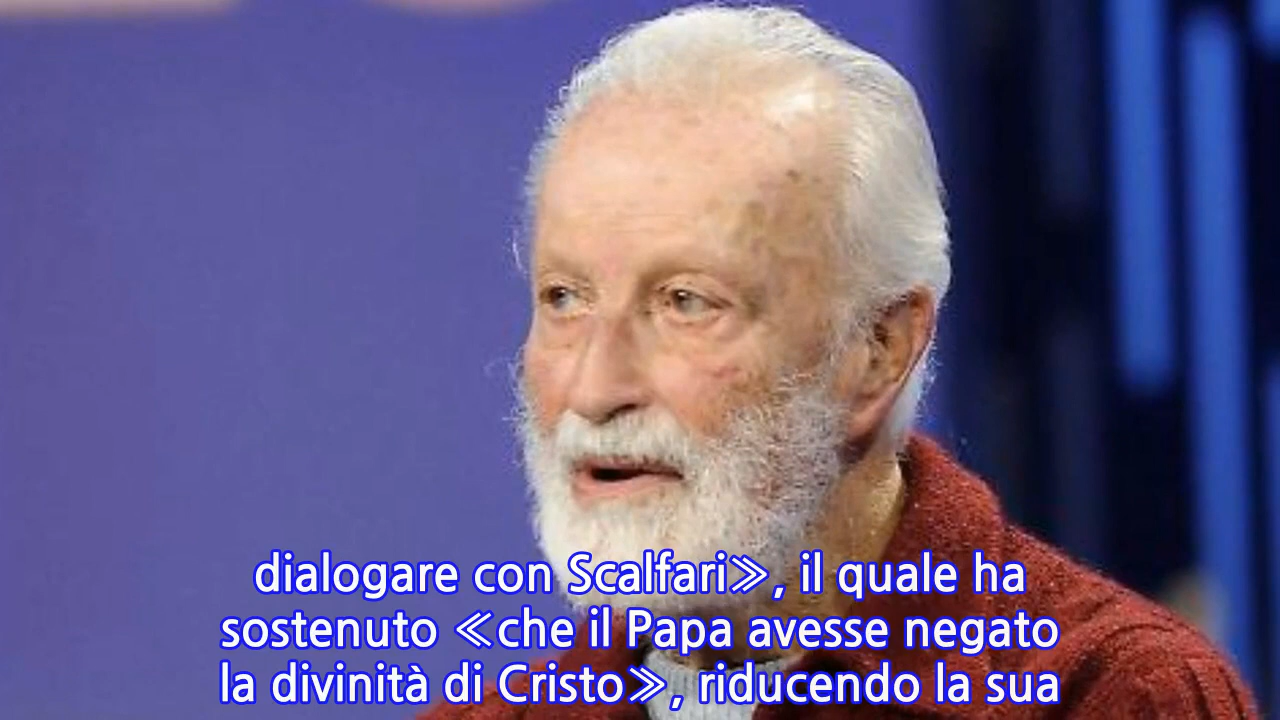 dialogare con Scalfari≫, il quale ha
sostenuto ≪che il Papa avesse negato
la divinità di Cristo≫, riducendo la sua